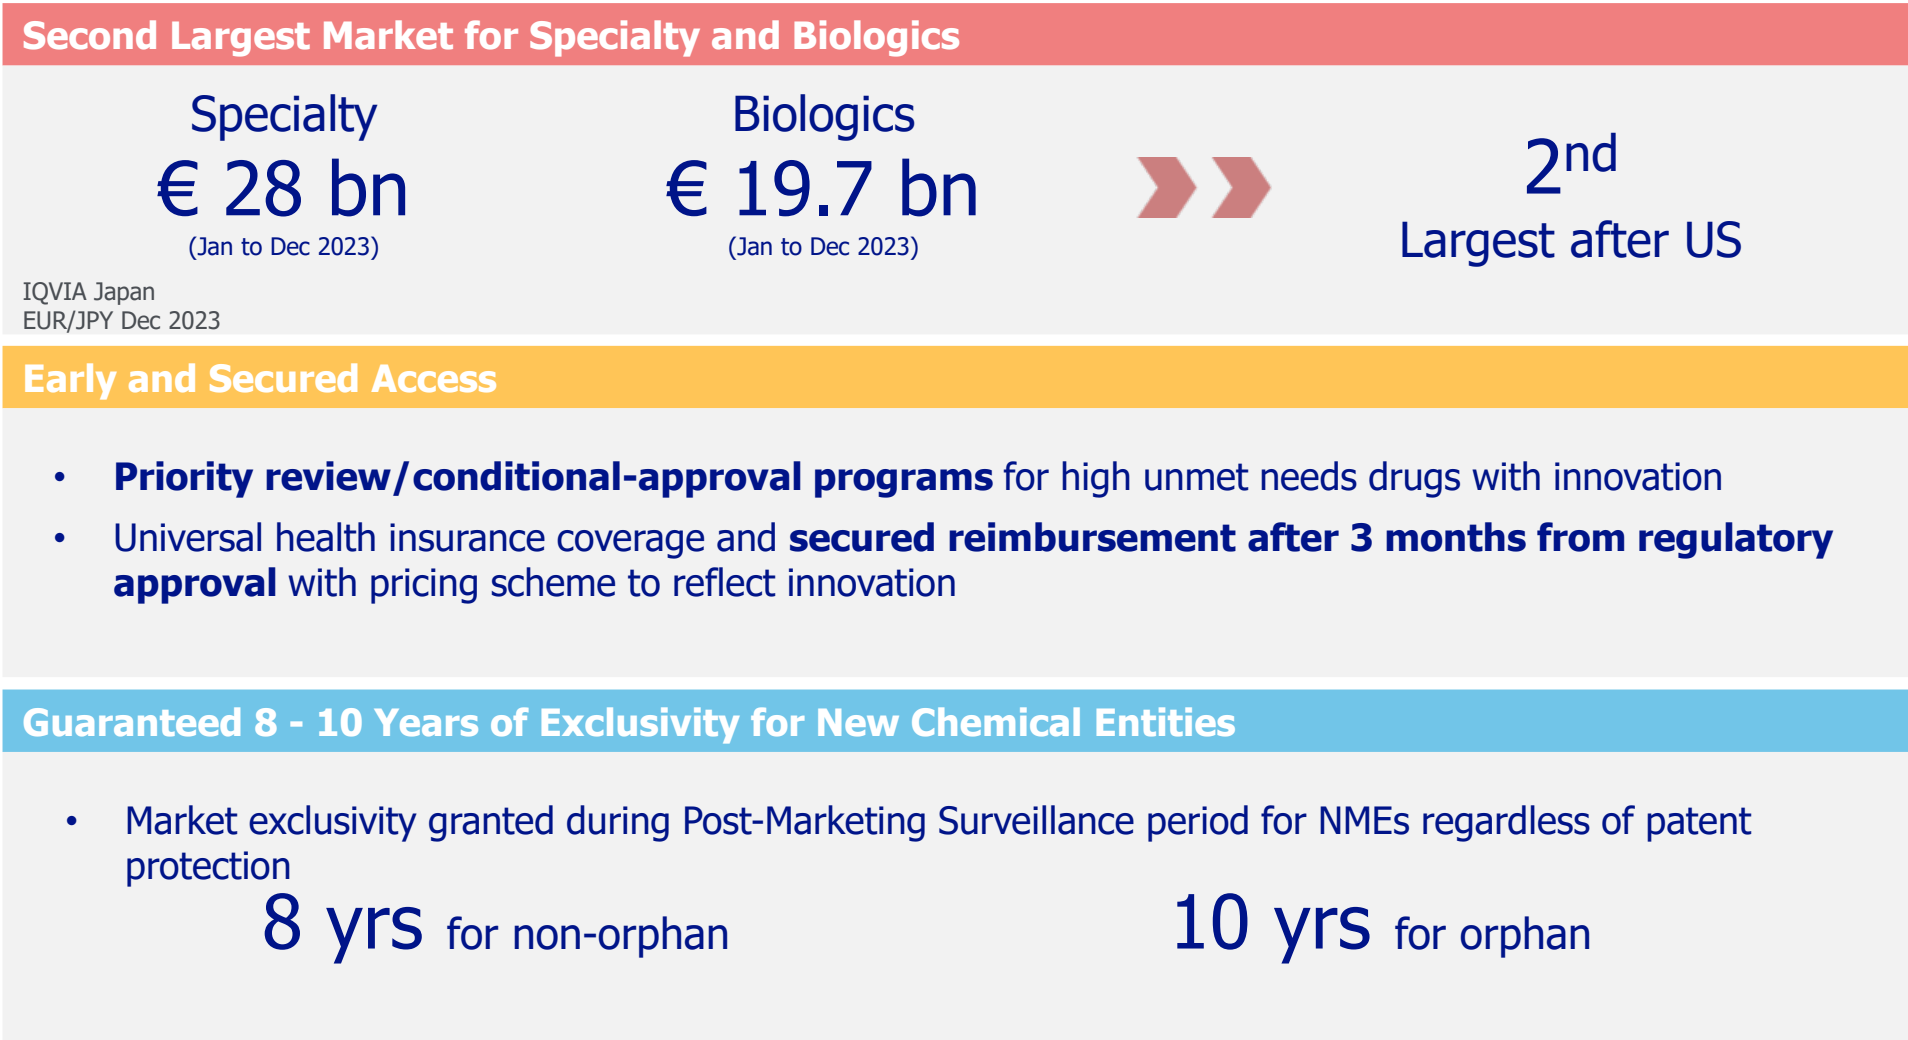 Second Largest Market for Specialty and Biologics
Specialty
€ 28 bn
(Jan to Dec 2023)
Biologics
€ 19.7 bn
(Jan to Dec 2023)
2nd
Largest after US
IQVIA Japan
EUR/JPY Dec 2023
Early and Secured Access
• Priority review/conditional-approval programs for high unmet needs drugs with innovation
• Universal health insurance coverage and secured reimbursement after 3 months from regulatory
approval with pricing scheme to reflect innovation
Guaranteed 8 - 10 Years of Exclusivity for New Chemical Entities
• Market exclusivity granted during Post-Marketing Surveillance period for NMEs regardless of patent
protection
8 yrs for non-orphan
10 yrs for orphan